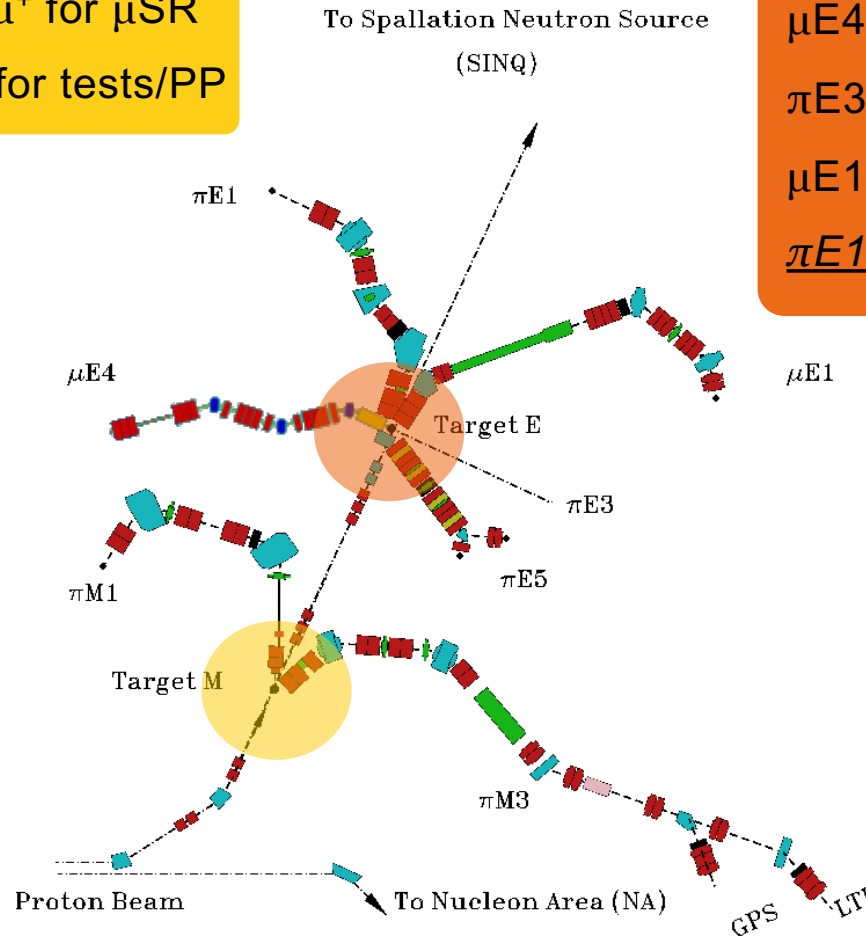 μ⁺ for μSR
for tests/PP
To Spallation Neutron Source
(SINQ)
μE4
πE3
μE1
πE1
πE1
μE4
μE1
Target E
πE3
πM1
πE5
Target M
πM3
Proton Beam
To Nucleon Area (NA)
GPS